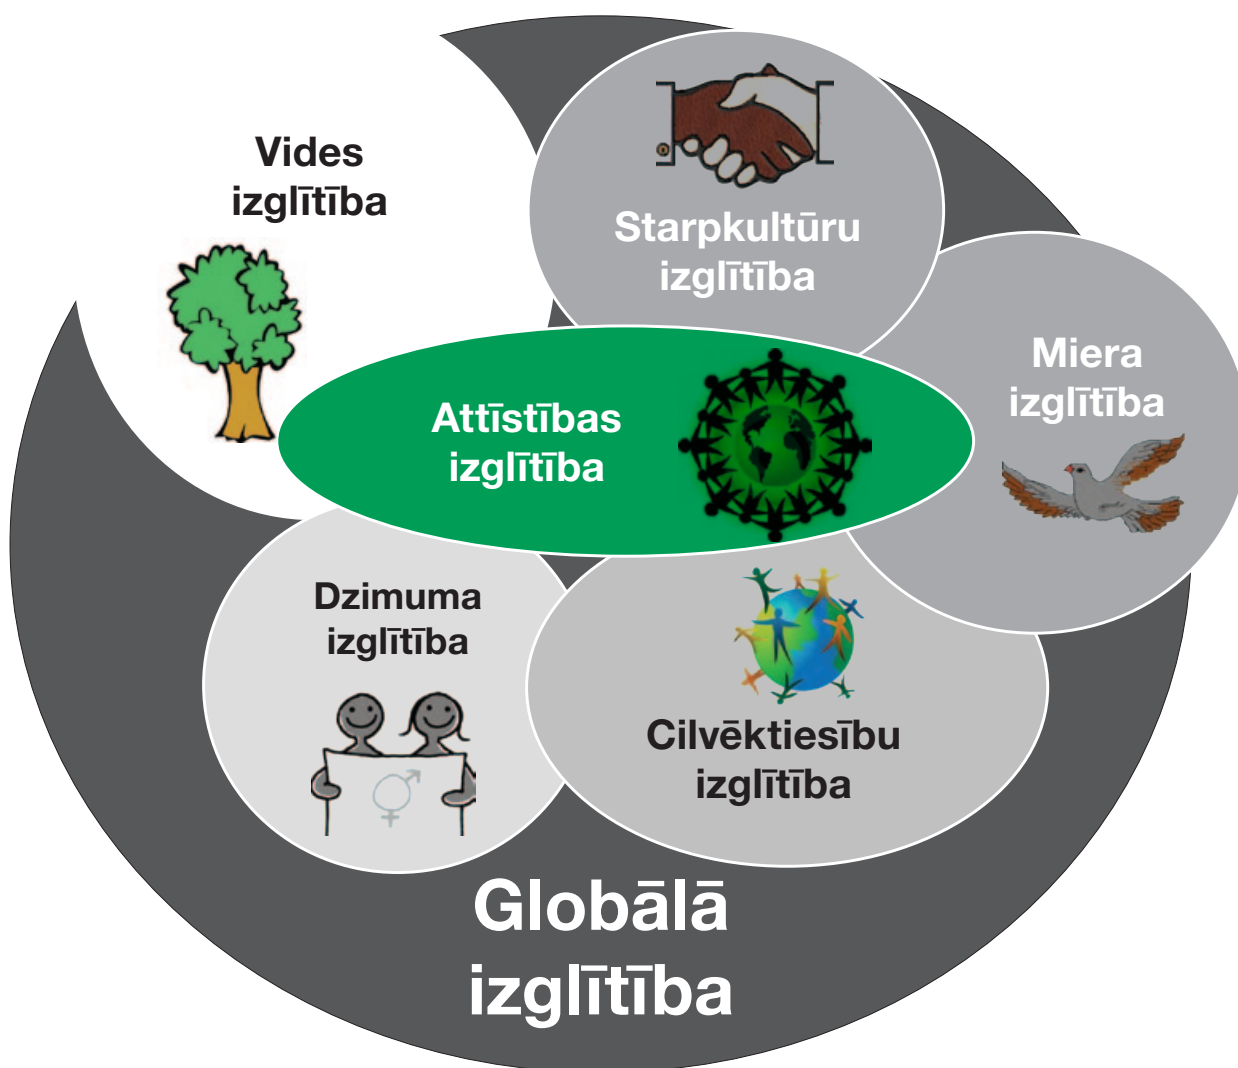 Vides
izglītība
Starpkultūru
izglītība
Miera
izglītība
Attīstības
izglītība
Dzimuma
izglītība
Cilvēktiesību
izglītība
Globālā
izglītība